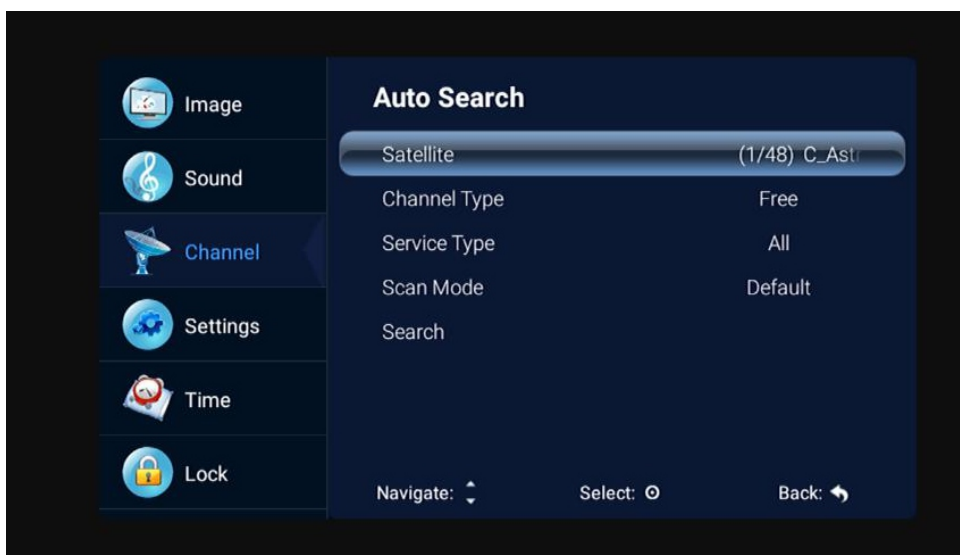 Image
Sound
Channel
Settings
Time
Lock
Auto Search
Satellite (1/48) C_Ast
Channel Type Free
Service Type All
Scan Mode Default
Search
Navigate: Select: Back: